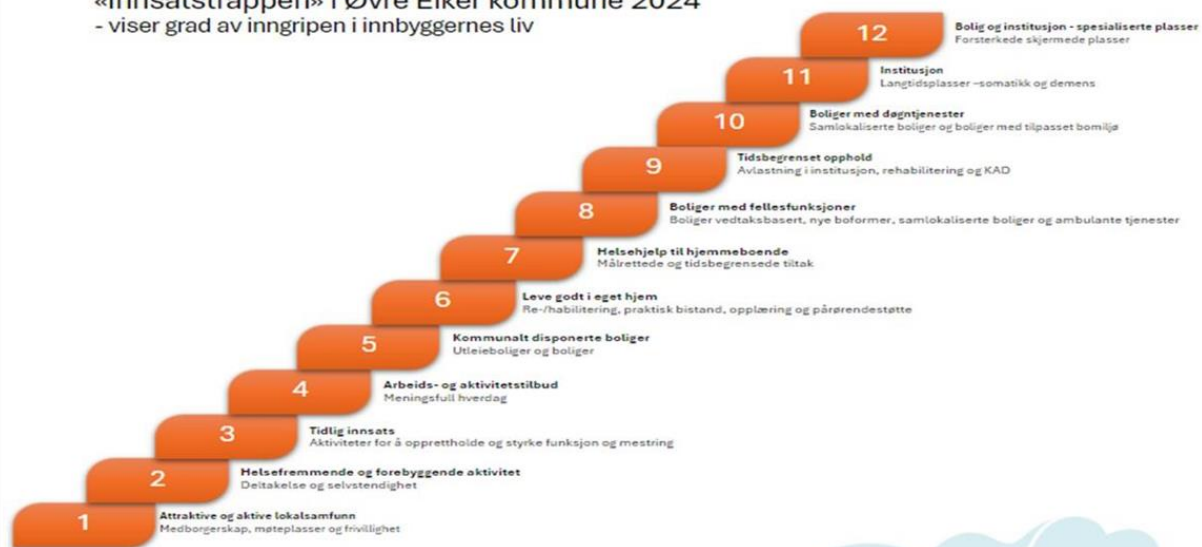 «Innsatstrappen» i Øvre Eiker kommune 2024
- viser grad av inngripen i innbyggernes liv
12
Bolig og institusjon - spesialiserte plasser
Forsterkede skjermede plasser
11
Institusjon
Langtidsplasser –somatikk og demens
10
Boliger med døgntjenester
Samlokaliserte boliger og boliger med tilpasset bomiljø
9
Tidsbegrenset opphold
Avlastning i institusjon, rehabilitering og KAD
8
Boliger med fellesfunksjoner
Boliger vedtaksbasert, nye boformer, samlokaliserte boliger og ambulante tjenester
7
Helsehjelp til hjemmeboende
Målrettede og tidsbegrensede tiltak
6
Leve godt i eget hjem
Re-/habilitering, praktisk bistand, opplæring og pårørendestøtte
5
Kommunalt disponerte boliger
Utleieboliger og boliger
4
Arbeids- og aktivitetstilbud
Meningsfull hverdag
3
Tidlig innsats
Aktiviteter for å opprettholde og styrke funksjon og mestring
2
Helsefremmende og forebyggende aktivitet
Deltakelse og selvstendighet
1
Attraktive og aktive lokalsamfunn
Medborgerskap, møteplasser og frivillighet